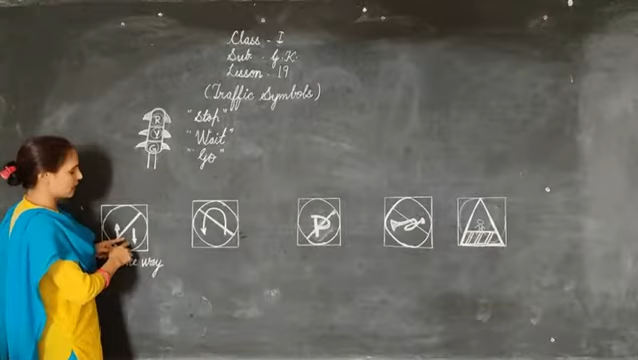 Class - I
Sub - G.K.
Lesson - 19
(Traffic Symbols)
R "Stop"
Y "Wait"
G "Go"
P
way